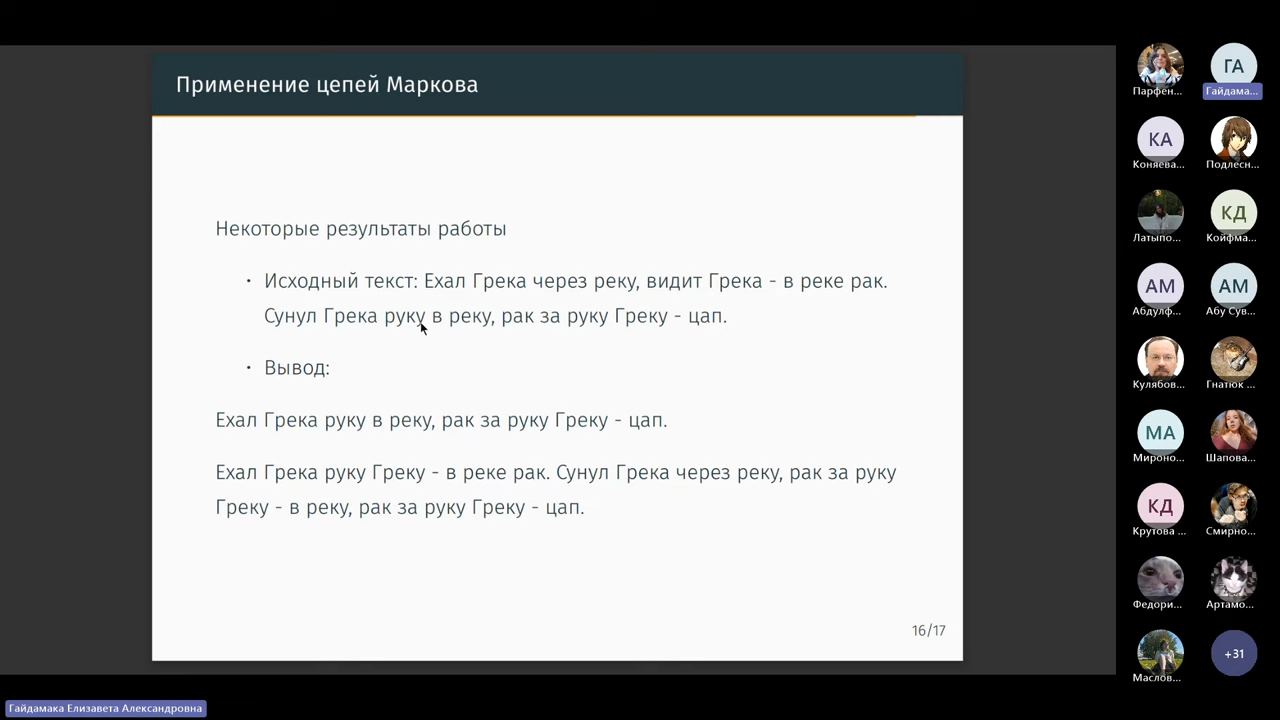 Применение цепей Маркова
Некоторые результаты работы
· Исходный текст: Ехал Грека через реку, видит Грека - в реке рак.
Сунул Грека руку в реку, рак за руку Греку - цап.
· Вывод:
Ехал Грека руку в реку, рак за руку Греку - цап.
Ехал Грека руку Греку - в реке рак. Сунул Грека через реку, рак за руку
Греку - в реку, рак за руку Греку - цап.
16/17
Парфен...
ГА
Гайдама...
КА
Коняева...
Подлесн...
Латыпо...
КД
Койфма...
АМ
Абдулф...
АМ
Абу Сув...
Кулябов...
Гнатюк ...
МА
Мироно...
Шапова...
КД
Крутова ...
Смирно...
Федори...
Артамо...
Маслов...
+31
Гайдамака Елизавета Александровна